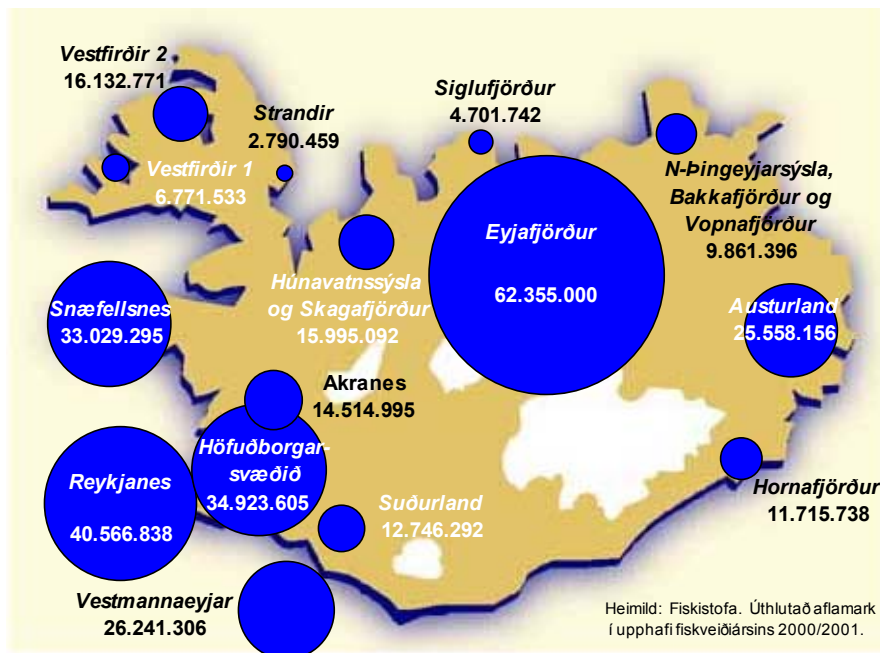 Vestfirðir 2
16.132.771
Strandir
2.790.459
Siglufjörður
4.701.742
Vestfirðir 1
6.771.533
N-Þingeyjarsýsla,
Bakkafjörður og
Vopnafjörður
9.861.396
Eyjafjörður
62.355.000
Húnavatnssýsla
og Skagafjörður
15.995.092
Snæfellsnes
33.029.295
Austurland
25.558.156
Akranes
14.514.995
Höfuðborgar-
svæðið
34.923.605
Reykjanes
40.566.838
Suðurland
12.746.292
Hornafjörður
11.715.738
Vestmannaeyjar
26.241.306
Heimild: Fiskistofa. Úthlutað aflamark
í upphafi fiskveiðiársins 2000/2001.